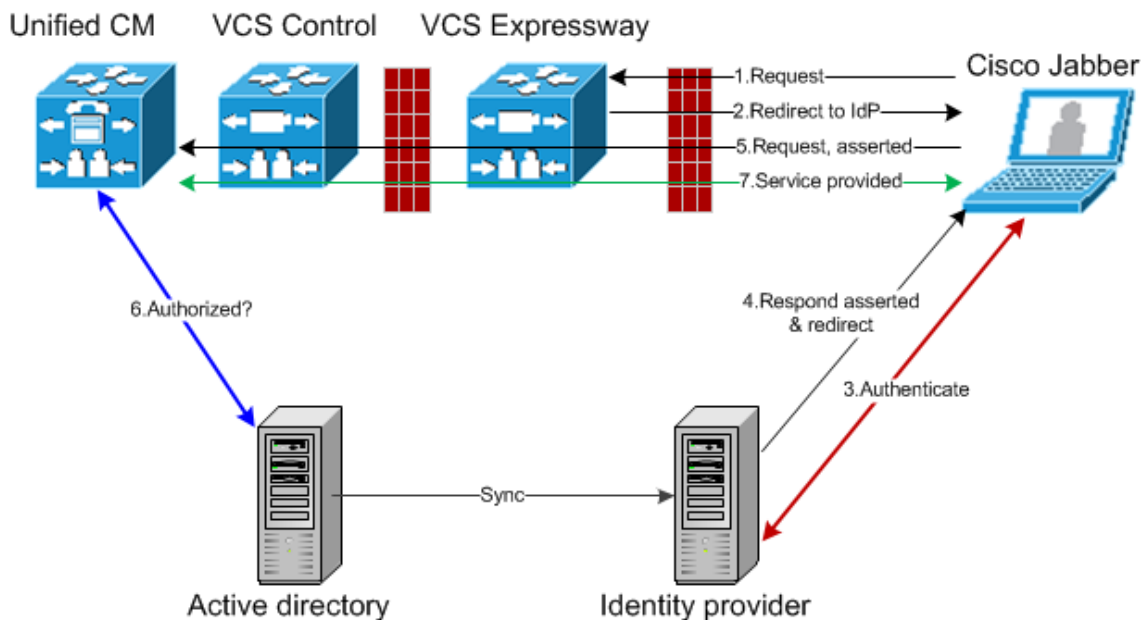 Unified CM
VCS Control
VCS Expressway
Cisco Jabber
1.Request
2.Redirect to IdP
5.Request, asserted
7.Service provided
6.Authorized?
4.Respond asserted
& redirect
3.Authenticate
Sync
Active directory
Identity provider